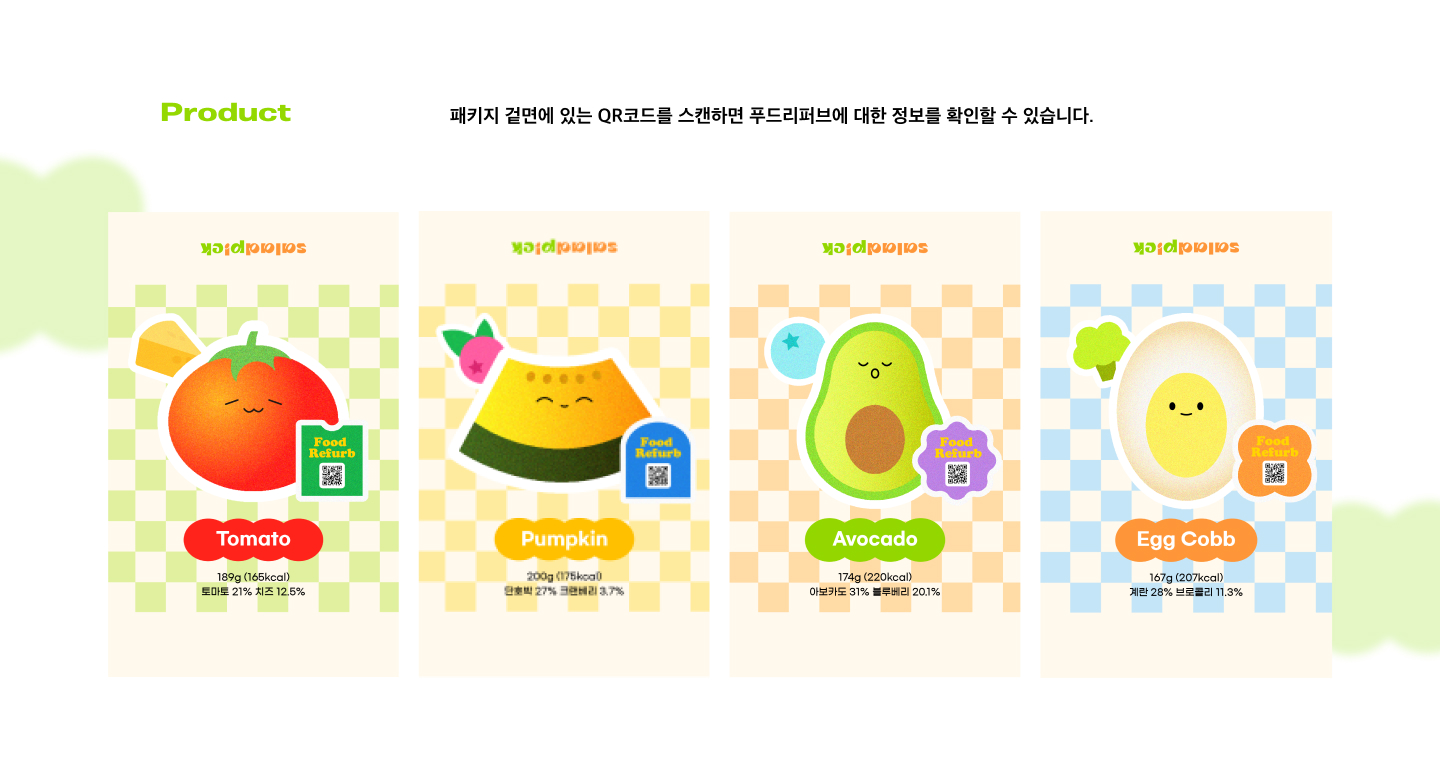 Product
패키지 겉면에 있는 QR코드를 스캔하면 푸드리퍼브에 대한 정보를 확인할 수 있습니다.
saladpick
Food
Refurb
Tomato
189g (165kcal)
토마토 21% 치즈 12.5%
saladpick
Food
Refurb
Pumpkin
200g (175kcal)
단호박 27% 크랜베리 3.7%
saladpick
Food
Refurb
Avocado
174g (220kcal)
아보카도 31% 블루베리 20.1%
saladpick
Food
Refurb
Egg Cobb
167g (207kcal)
계란 28% 브로콜리 11.3%